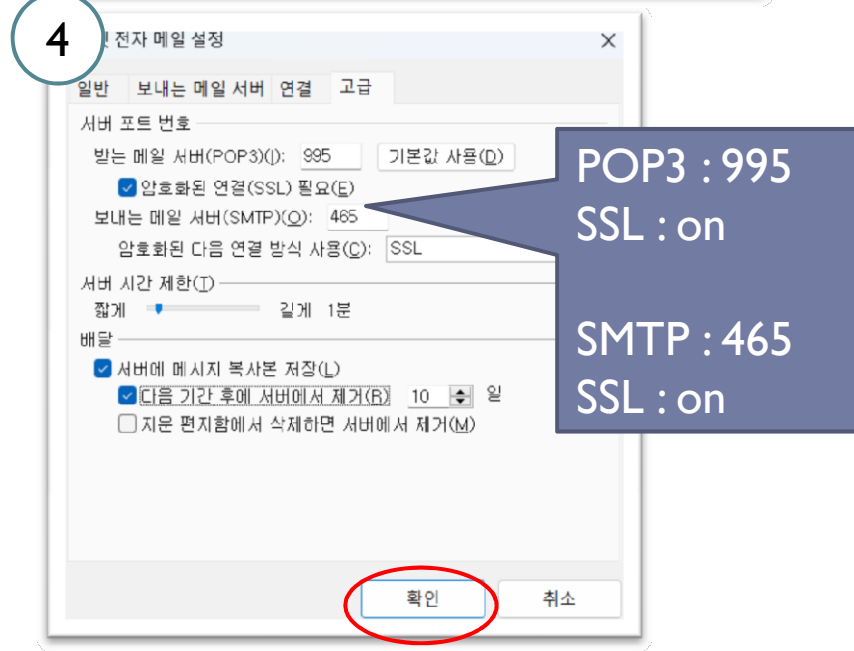 4
넷 전자 메일 설정
일반 보내는 메일 서버 연결 고급
서버 포트 번호
받는 메일 서버(POP3)(I): 995 기본값 사용(D)
암호화된 연결(SSL) 필요(E)
보내는 메일 서버(SMTP)(O): 465
암호화된 다음 연결 방식 사용(C): SSL
서버 시간 제한(T)
짧게 길게 1분
배달
서버에 메시지 복사본 저장(L)
다음 기간 후에 서버에서 제거(R) 10 일
지운 편지함에서 삭제하면 서버에서 제거(M)
확인 취소
POP3 : 995
SSL : on
SMTP : 465
SSL : on